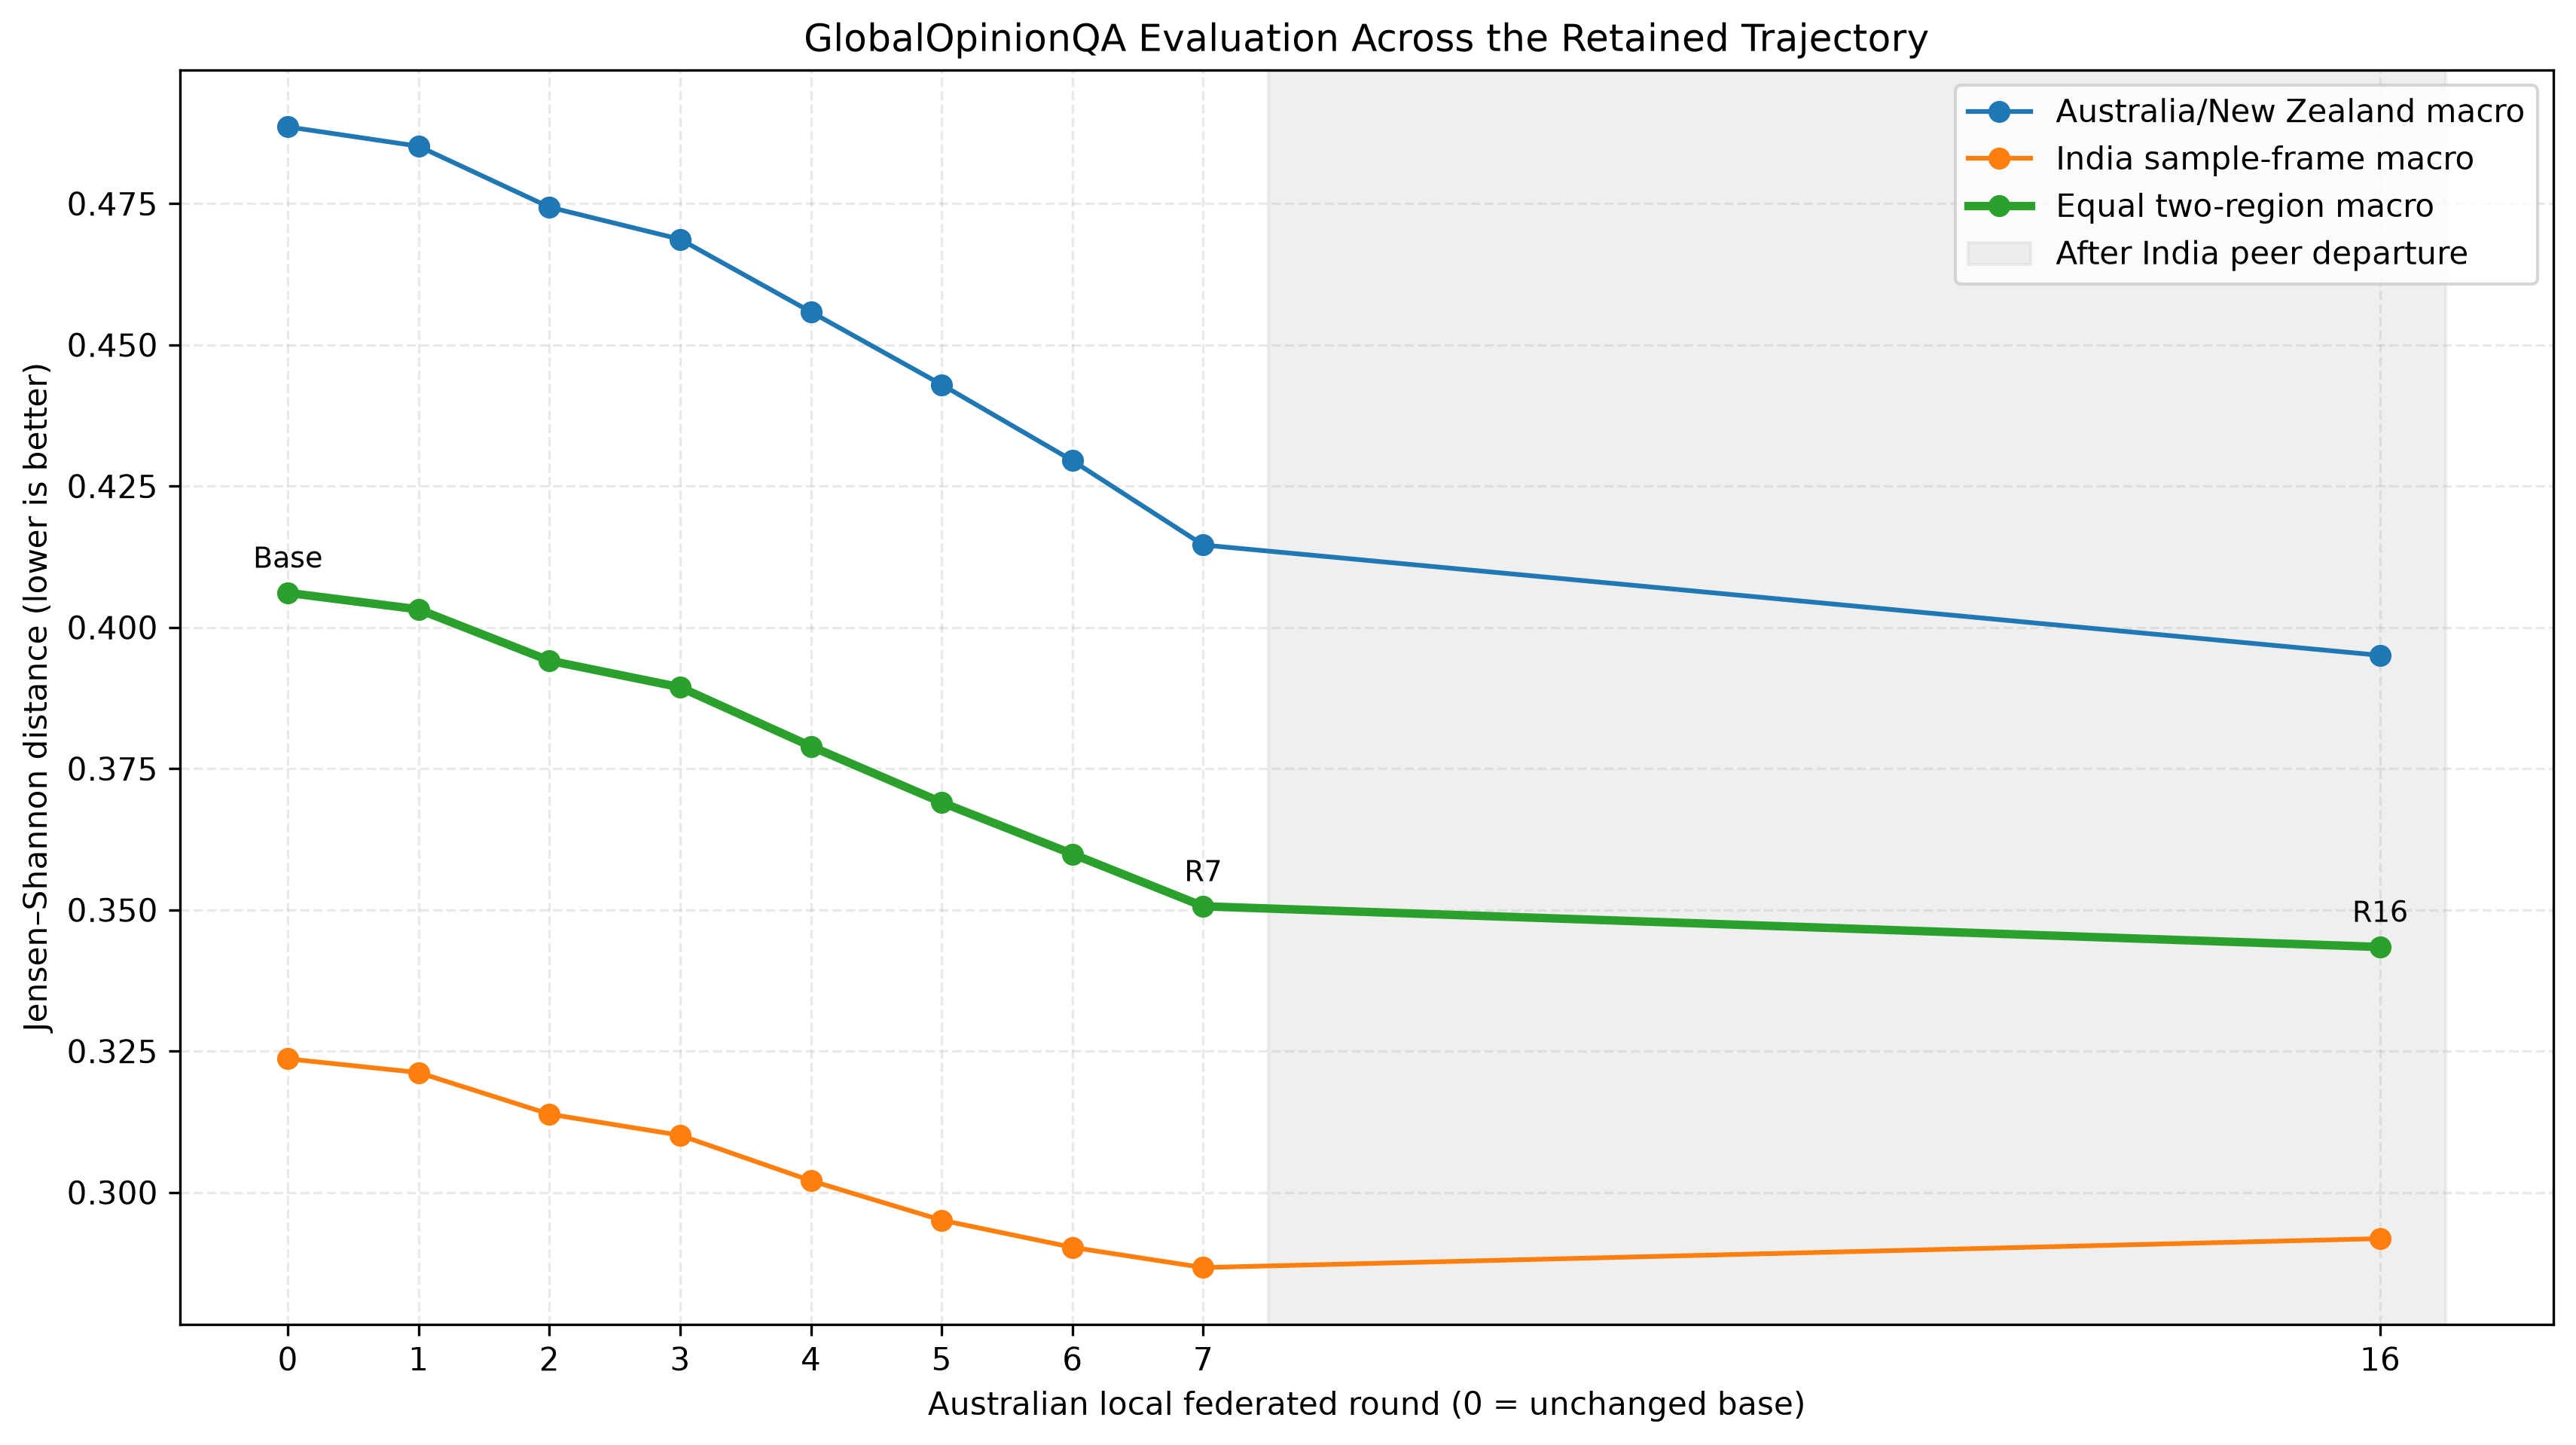 GlobalOpinionQA Evaluation Across the Retained Trajectory
Australia/New Zealand macro
India sample-frame macro
Equal two-region macro
After India peer departure
Jensen–Shannon distance (lower is better)
0.475
0.450
0.425
0.400
0.375
0.350
0.325
0.300
Base
R7
R16
0 1 2 3 4 5 6 7 16
Australian local federated round (0 = unchanged base)